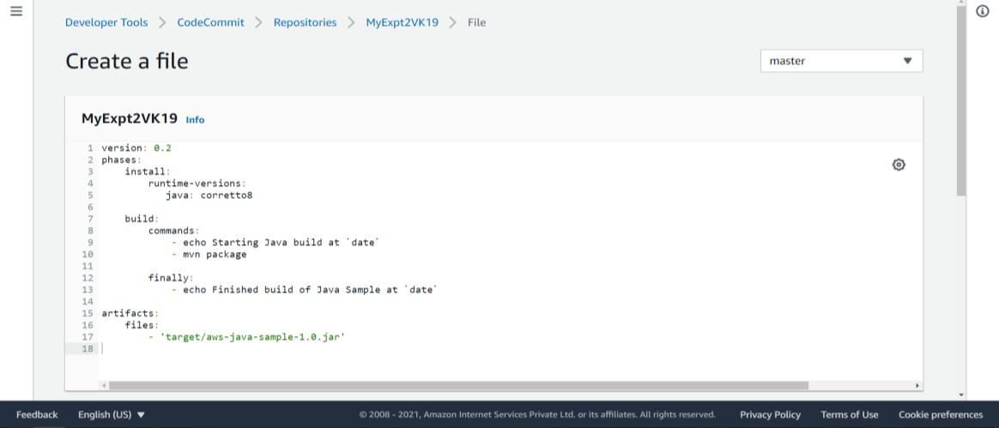 Developer Tools > CodeCommit > Repositories > MyExpt2VK19 > File
Create a file
master
MyExpt2VK19 Info
1 version: 0.2
2 phases:
3     install:
4         runtime-versions:
5            java: corretto8
6
7     build:
8         commands:
9             - echo Starting Java build at `date`
10             - mvn package
11
12         finally:
13             - echo Finished build of Java Sample at `date`
14
15 artifacts:
16     files:
17         - 'target/aws-java-sample-1.0.jar'
18
Feedback English (US) © 2008 - 2021, Amazon Internet Services Private Ltd. or its affiliates. All rights reserved. Privacy Policy Terms of Use Cookie preferences